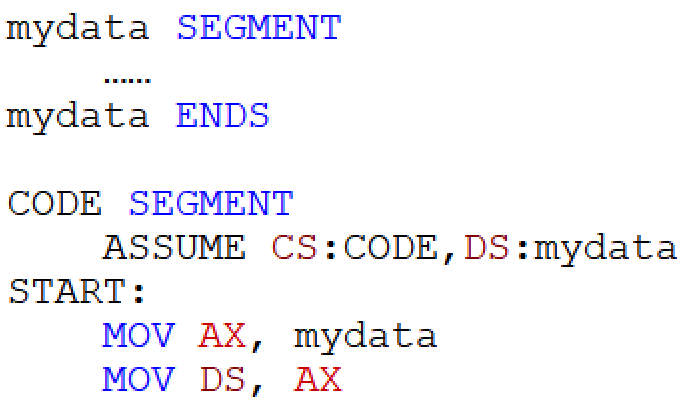 mydata SEGMENT
……
mydata ENDS
CODE SEGMENT
ASSUME CS:CODE,DS:mydata
START:
MOV AX, mydata
MOV DS, AX